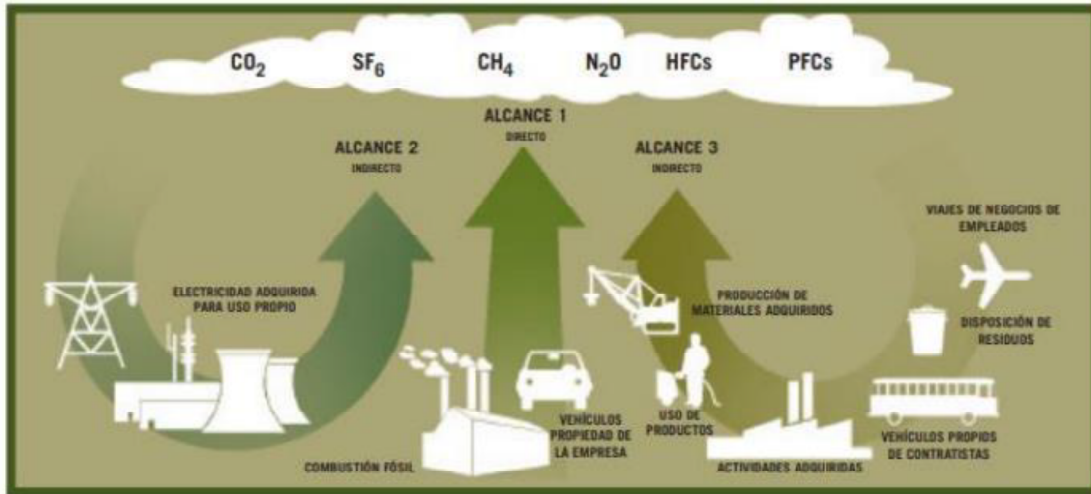 CO₂ SF₆ CH₄ N₂O HFCs PFCs
ALCANCE 1
DIRECTO
ALCANCE 2
INDIRECTO
ALCANCE 3
INDIRECTO
ELECTRICIDAD ADQUIRIDA
PARA USO PROPIO
COMBUSTIÓN FÓSIL
VEHÍCULOS
PROPIEDAD DE
LA EMPRESA
PRODUCCIÓN DE
MATERIALES ADQUIRIDOS
USO DE
PRODUCTOS
ACTIVIDADES ADQUIRIDAS
VIAJES DE NEGOCIOS DE
EMPLEADOS
DISPOSICIÓN DE
RESIDUOS
VEHÍCULOS PROPIOS
DE CONTRATISTAS